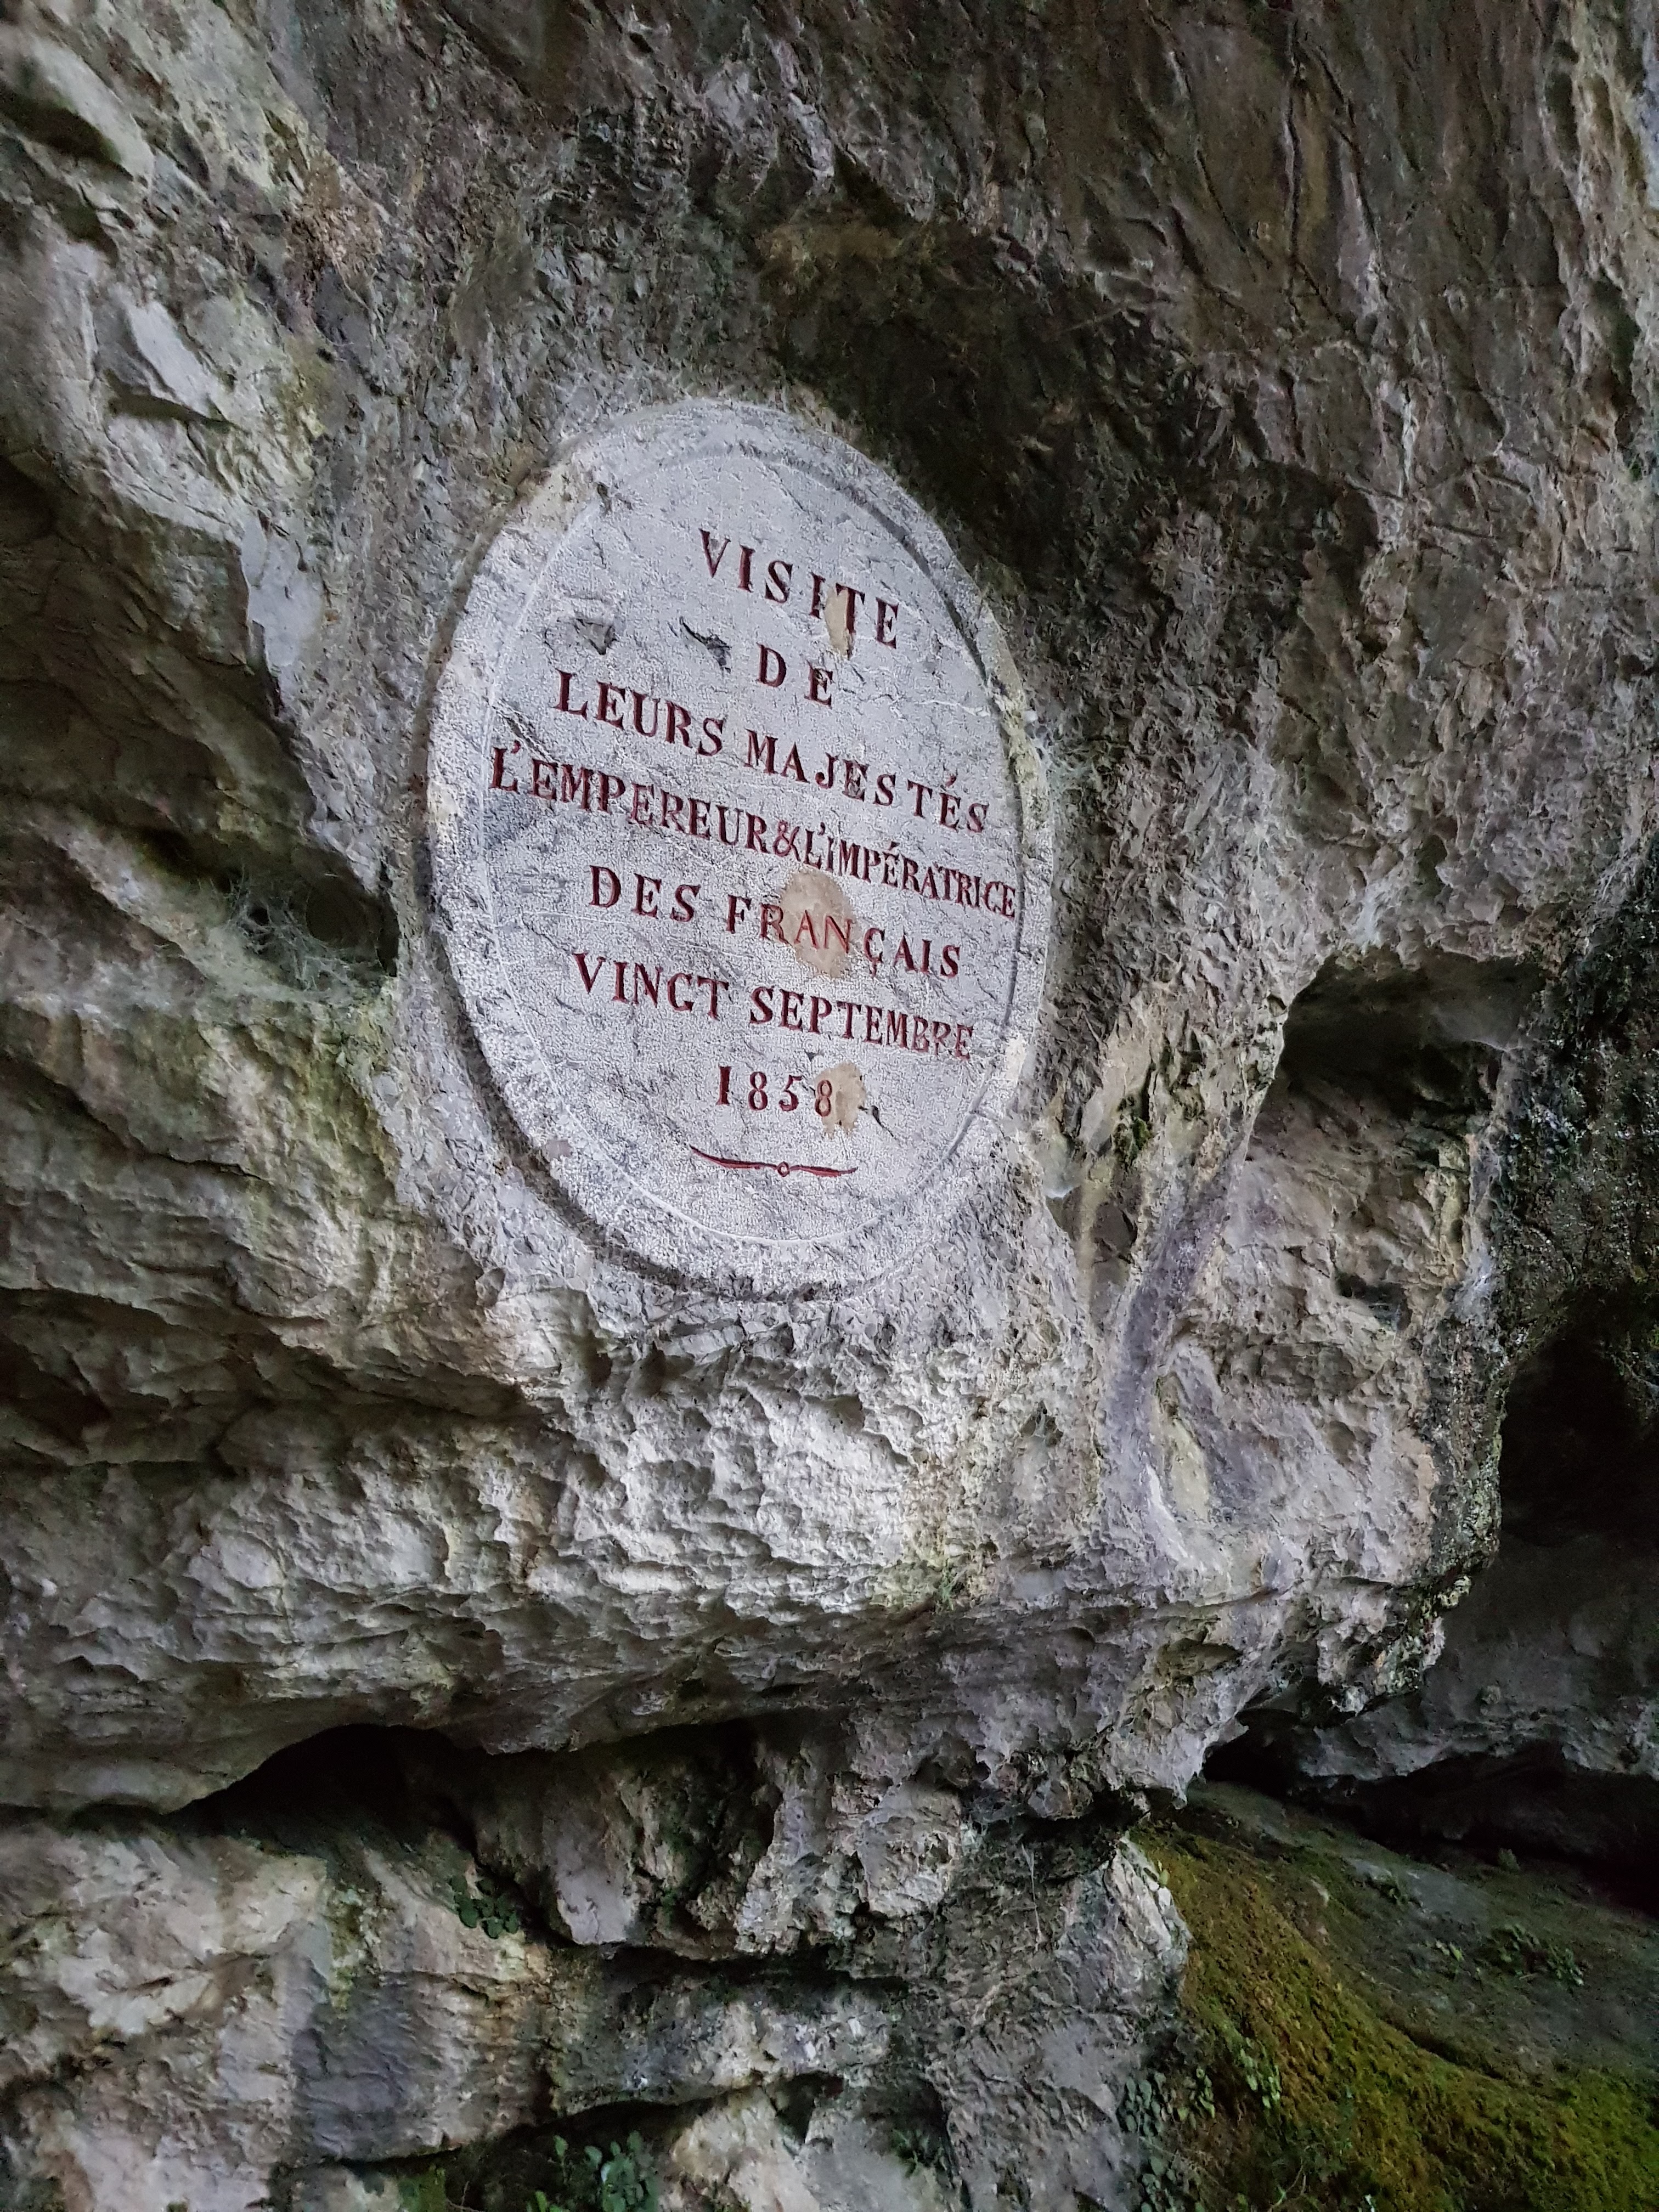 VISITE
DE
LEURS MAJESTÉS
L'EMPEREUR & L'IMPÉRATRICE
DES FRANÇAIS
VINGT SEPTEMBRE
1858